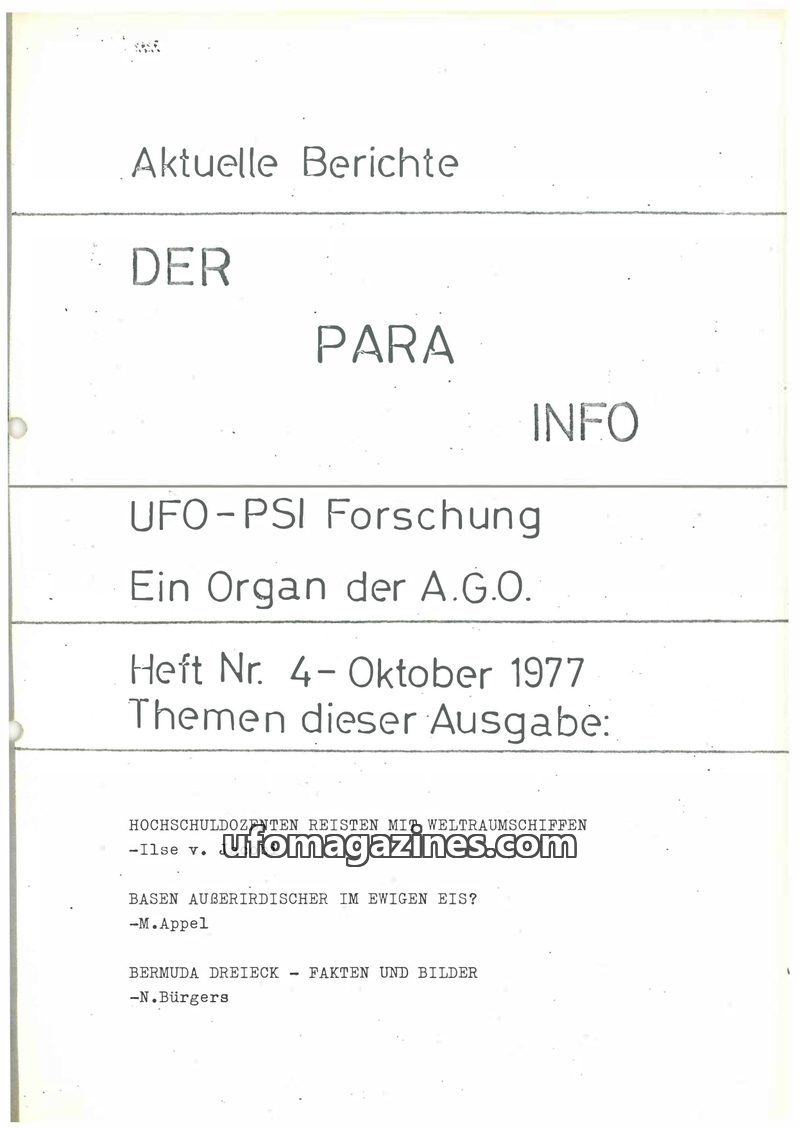 Aktuelle Berichte
DER
PARA
INFO
UFO-PSI Forschung
Ein Organ der A.G.O.
Heft Nr. 4- Oktober 1977
Themen dieser Ausgabe:
HOCHSCHULDOZENTEN REISTEN MIT WELTRAUMSCHIFFEN
-Ilse v.
ufomagazines.com
BASEN AUßERIRDISCHER IM EWIGEN EIS?
-M.Appel
BERMUDA DREIECK - FAKTEN UND BILDER
-N.Bürgers